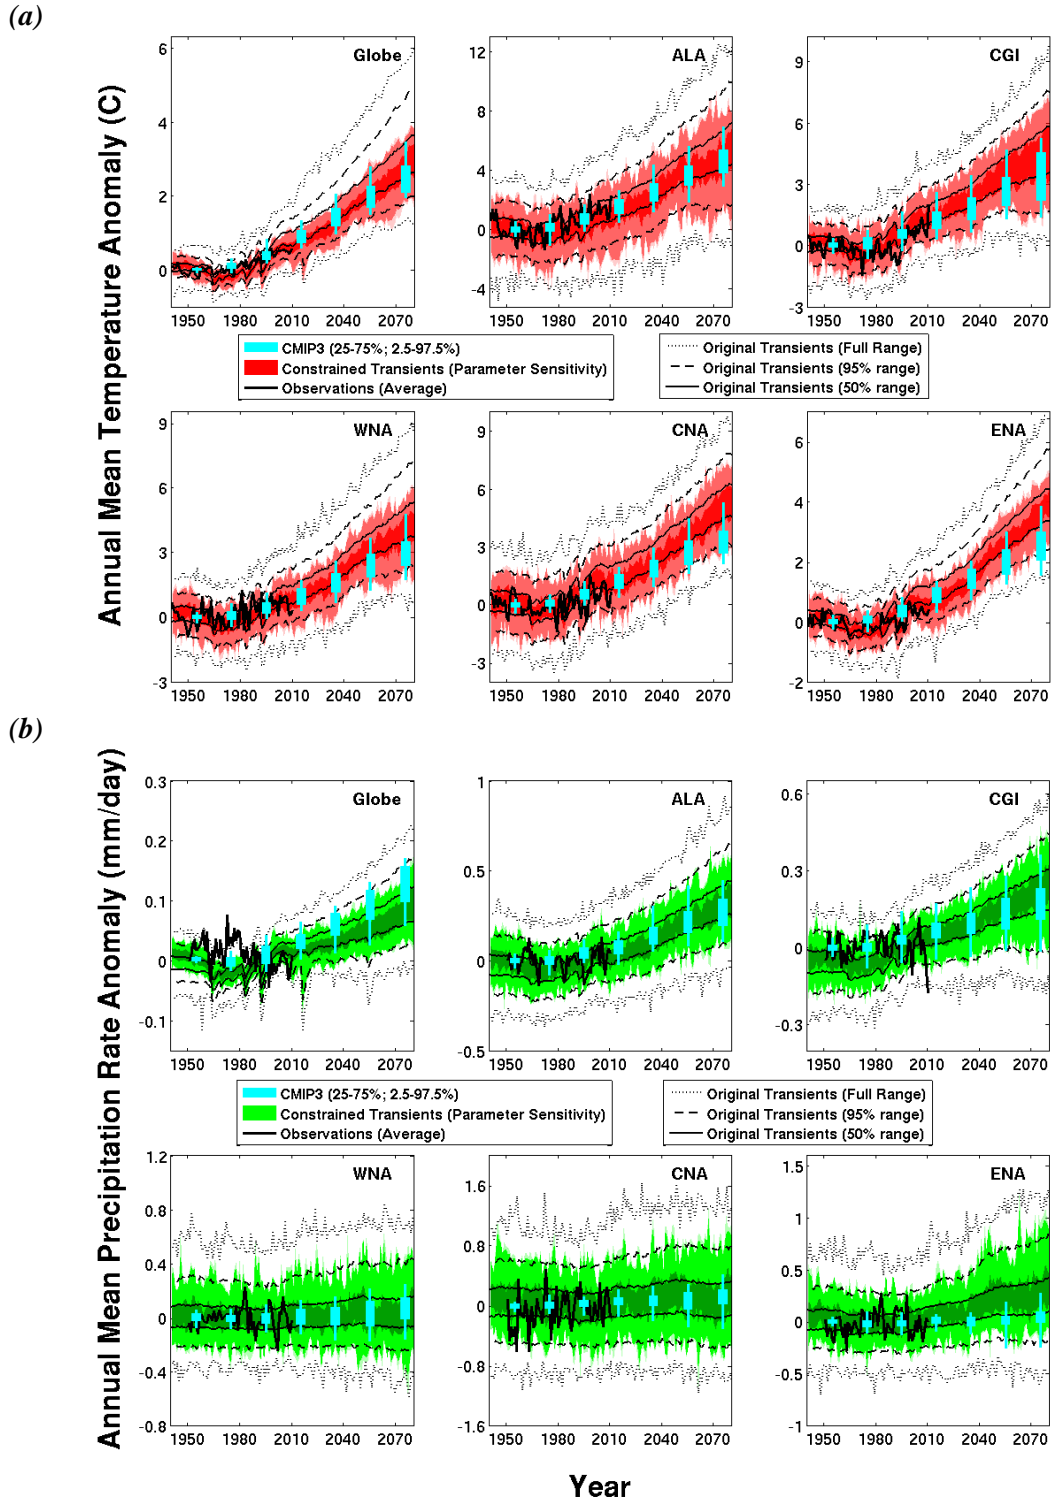 (a)
Annual Mean Temperature Anomaly (C)
Globe
6
4
2
0
1950 1980 2010 2040 2070
ALA
12
8
4
0
-4
1950 1980 2010 2040 2070
CGI
9
6
3
0
-3
1950 1980 2010 2040 2070
CMIP3 (25-75%; 2.5-97.5%)
Constrained Transients (Parameter Sensitivity)
Observations (Average)
Original Transients (Full Range)
Original Transients (95% range)
Original Transients (50% range)
WNA
9
6
3
0
-3
1950 1980 2010 2040 2070
CNA
9
6
3
0
-3
1950 1980 2010 2040 2070
ENA
6
4
2
0
-2
1950 1980 2010 2040 2070
(b)
Annual Mean Precipitation Rate Anomaly (mm/day)
Globe
0.3
0.2
0.1
0
-0.1
1950 1980 2010 2040 2070
ALA
1
0.5
0
-0.5
1950 1980 2010 2040 2070
CGI
0.6
0.3
0
-0.3
1950 1980 2010 2040 2070
CMIP3 (25-75%; 2.5-97.5%)
Constrained Transients (Parameter Sensitivity)
Observations (Average)
Original Transients (Full Range)
Original Transients (95% range)
Original Transients (50% range)
WNA
1.2
0.8
0.4
0
-0.4
-0.8
1950 1980 2010 2040 2070
CNA
1.6
0.8
0
-0.8
-1.6
1950 1980 2010 2040 2070
ENA
1.5
1
0.5
0
-0.5
-1
1950 1980 2010 2040 2070
Year